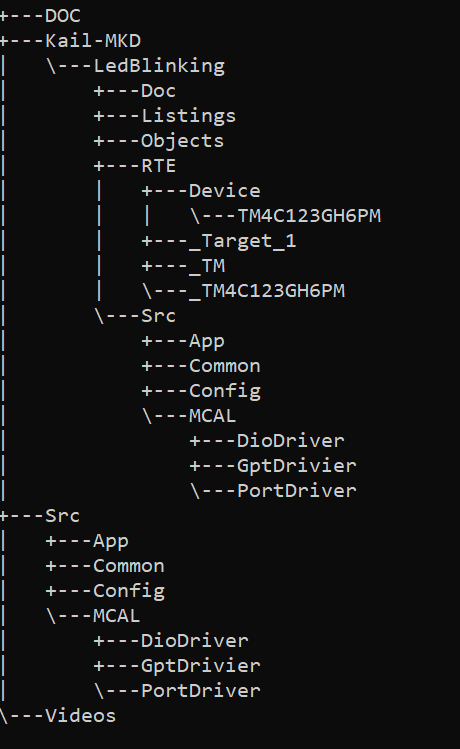 +---DOC
+---Kail-MKD
|   \---LedBlinking
|       +---Doc
|       +---Listings
|       +---Objects
|       +---RTE
|       |   +---Device
|       |   |   \---TM4C123GH6PM
|       |   +---_Target_1
|       |   +---_TM
|       |   \---_TM4C123GH6PM
|       \---Src
|           +---App
|           +---Common
|           +---Config
|           \---MCAL
|               +---DioDriver
|               +---GptDrivier
|               \---PortDriver
+---Src
|   +---App
|   +---Common
|   +---Config
|   \---MCAL
|       +---DioDriver
|       +---GptDrivier
|       \---PortDriver
\---Videos